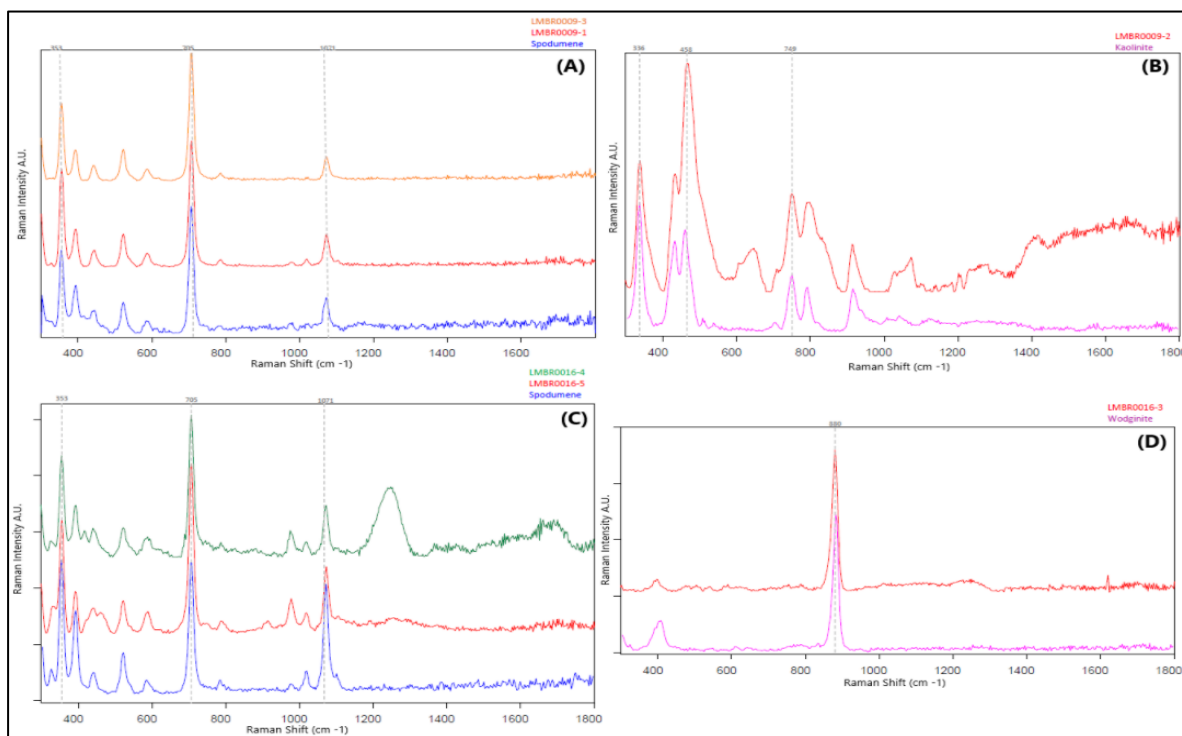 LMBR0009-3
LMBR0009-1
Spodumene
353
705
1071
(A)
Raman Intensity A.U.
400 600 800 1000 1200 1400 1600
Raman Shift (cm -1)
LMBR0009-2
Kaolinite
336
458
749
(B)
Raman Intensity A.U.
400 600 800 1000 1200 1400 1600 1800
Raman Shift (cm -1)
LMBR0016-4
LMBR0016-5
Spodumene
353
705
1071
(C)
Raman Intensity A.U.
400 600 800 1000 1200 1400 1600 1800
Raman Shift (cm -1)
LMBR0016-3
Wodginite
880
(D)
Raman Intensity A.U.
400 600 800 1000 1200 1400 1600 1800
Raman Shift (cm -1)